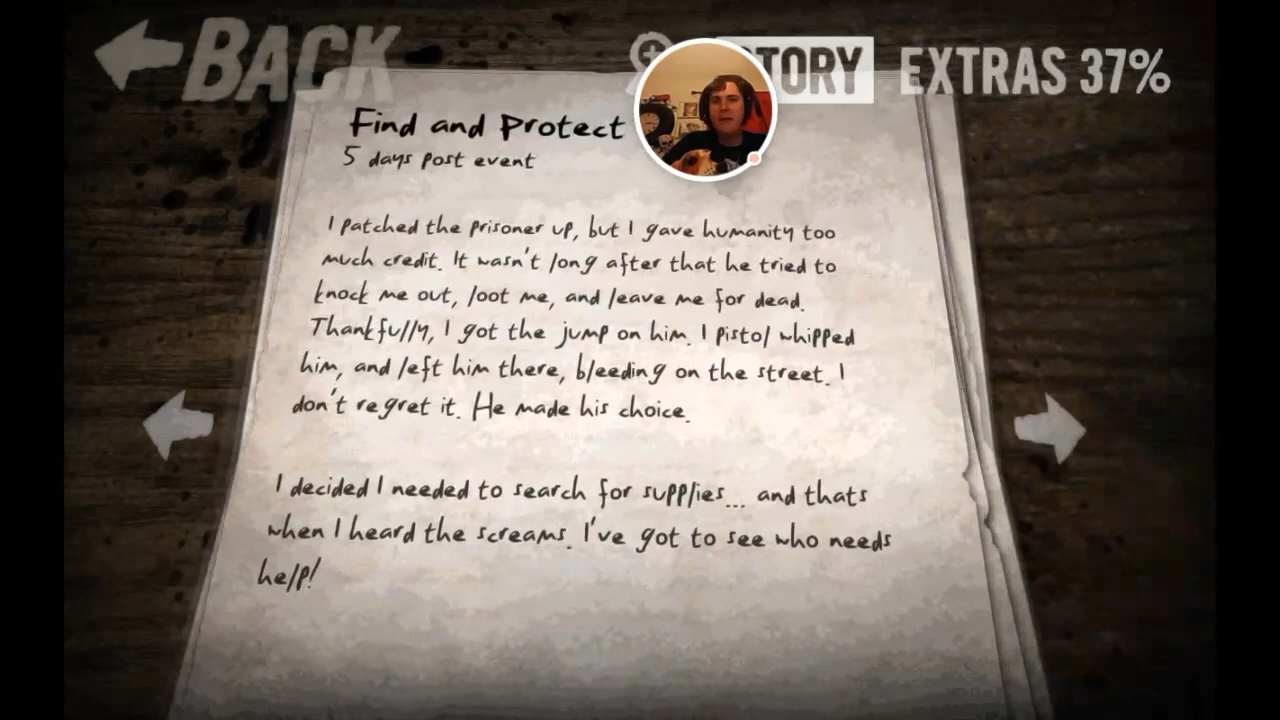 BACK
EXTRAS 37%
Find and Protect
5 days post event
I patched the prisoner up, but I gave humanity too
much credit. It wasn't long after that he tried to
knock me out, loot me, and leave me for dead.
Thankfully, I got the jump on him. I pistol whipped
him, and left him there, bleeding on the street. I
don't regret it. He made his choice.
I decided I needed to search for supplies... and thats
when I heard the screams. I've got to see who needs
help!